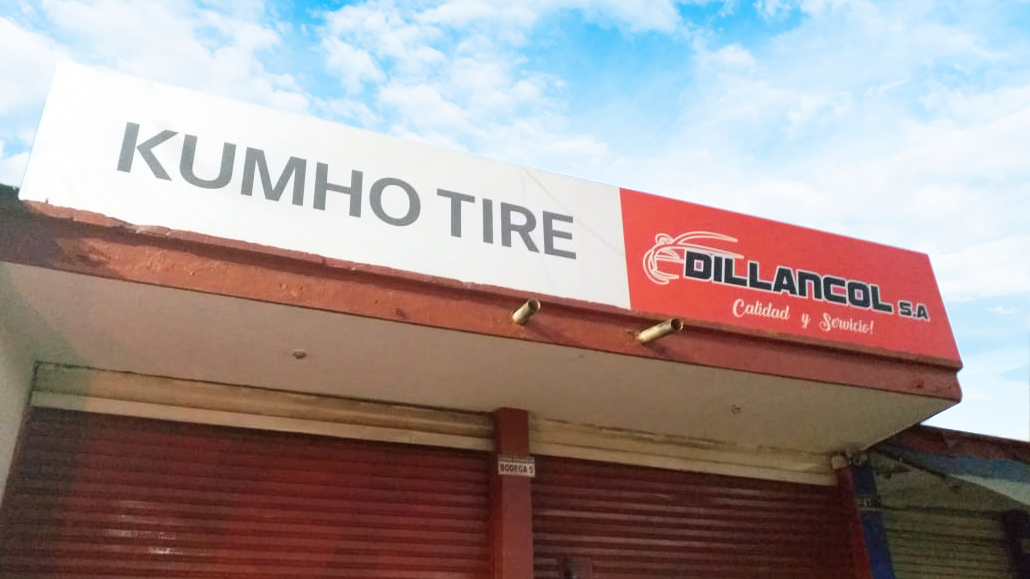 KUMHO TIRE
DILLANCOL S.A
Calidad y Servicio!
BODEGA 5